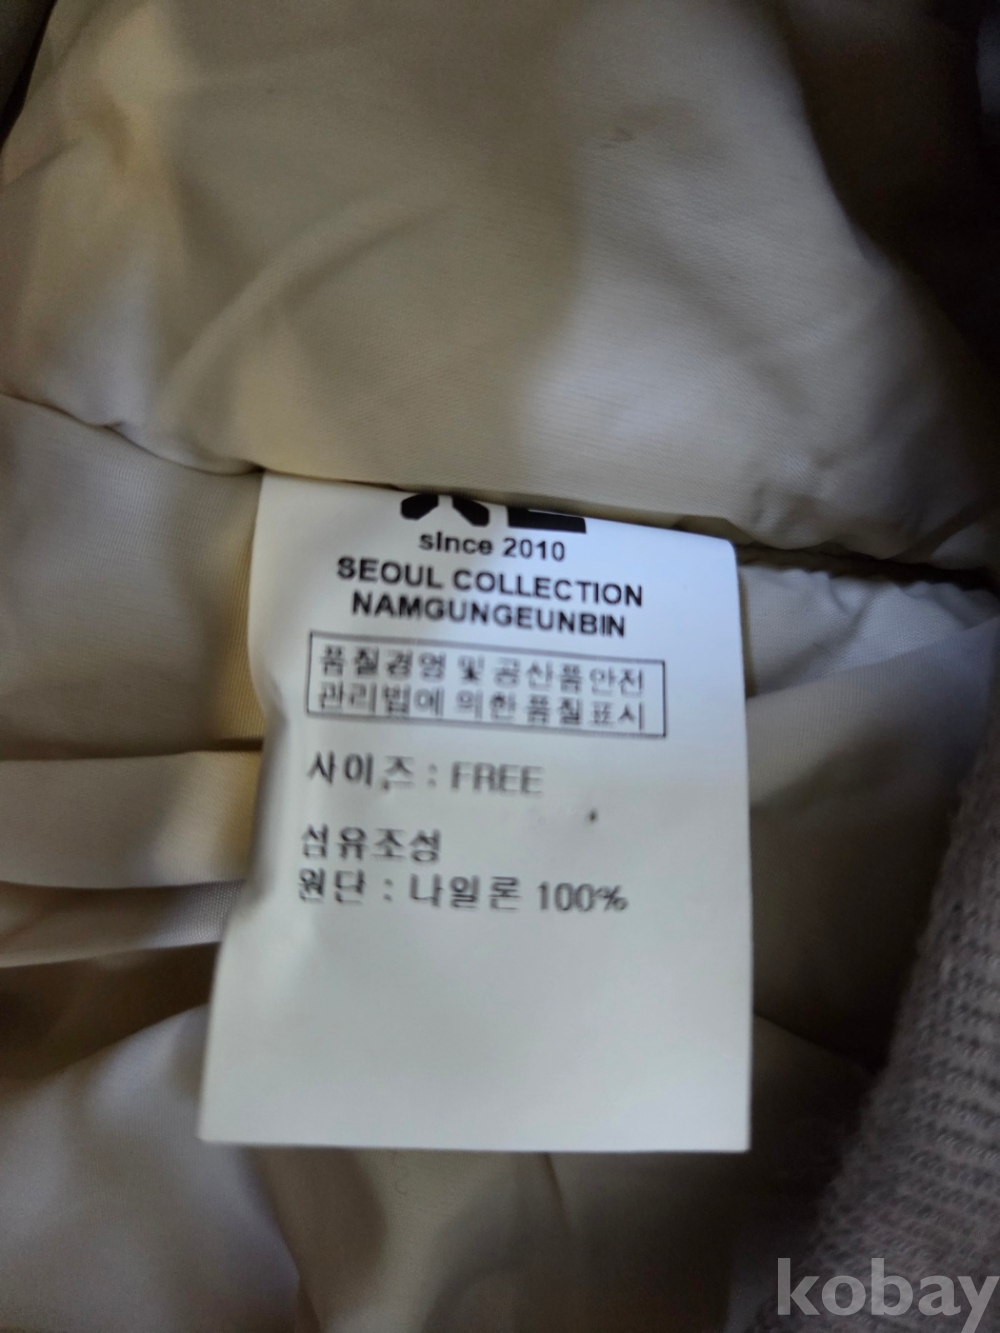 since 2010
SEOUL COLLECTION
NAMGUNGEUNBIN
품질경영 및 공산품안전
관리법에 의한 품질표시
사이즈 : FREE
섬유조성
원단 : 나일론 100%
kobay